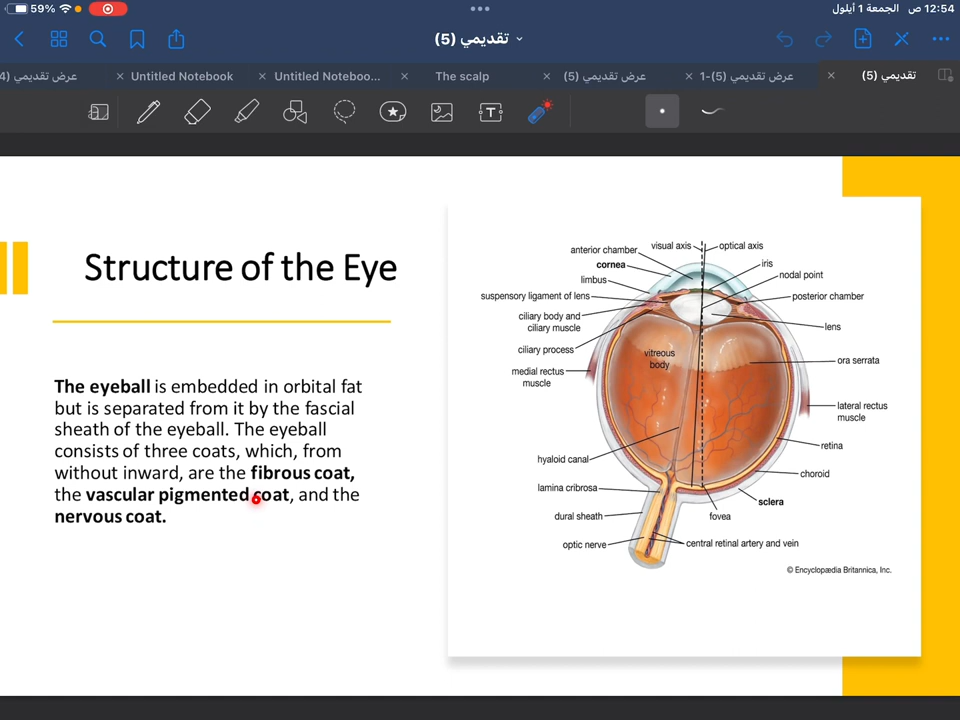 59%
12:54 ص الجمعة 1 أيلول
تقديمي (5)
عرض تقديمي (4
Untitled Notebook
Untitled Noteboo...
The scalp
عرض تقديمي (5)
عرض تقديمي (5)-1
تقديمي (5)
Structure of the Eye
The eyeball is embedded in orbital fat
but is separated from it by the fascial
sheath of the eyeball. The eyeball
consists of three coats, which, from
without inward, are the fibrous coat,
the vascular pigmented coat, and the
nervous coat.
visual axis
optical axis
anterior chamber
cornea
iris
limbus
nodal point
suspensory ligament of lens
posterior chamber
ciliary body and
ciliary muscle
lens
ciliary process
vitreous
body
ora serrata
medial rectus
muscle
lateral rectus
muscle
retina
hyaloid canal
choroid
lamina cribrosa
sclera
dural sheath
fovea
optic nerve
central retinal artery and vein
© Encyclopædia Britannica, Inc.